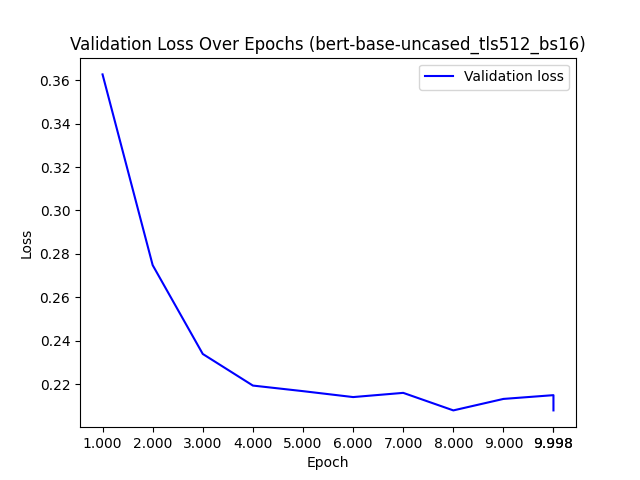 Validation Loss Over Epochs (bert-base-uncased_tls512_bs16)
Validation loss
0.36
0.34
0.32
0.30
0.28
0.26
0.24
0.22
Loss
1.000 2.000 3.000 4.000 5.000 6.000 7.000 8.000 9.000 9.998
Epoch